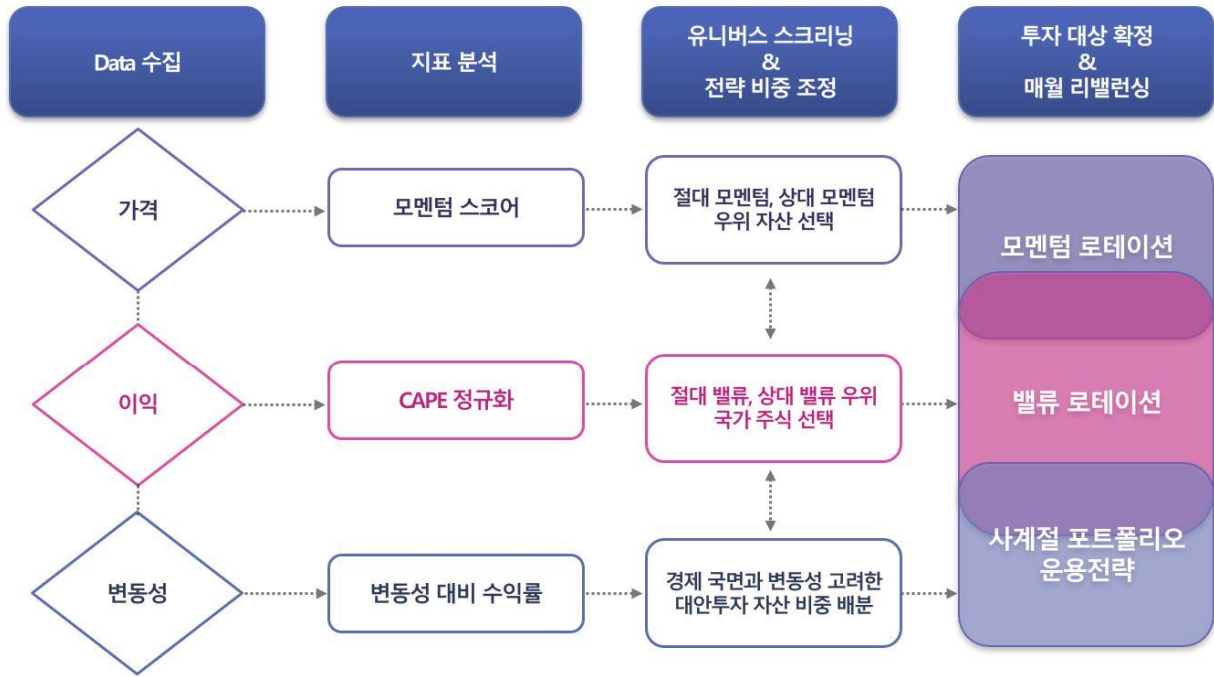 Data 수집
지표 분석
유니버스 스크리닝
&
전략 비중 조정
투자 대상 확정
&
매월 리밸런싱
가격
모멘텀 스코어
절대 모멘텀, 상대 모멘텀
우위 자산 선택
모멘텀 로테이션
이익
CAPE 정규화
절대 밸류, 상대 밸류 우위
국가 주식 선택
밸류 로테이션
변동성
변동성 대비 수익률
경제 국면과 변동성 고려한
대안투자 자산 비중 배분
사계절 포트폴리오
운용전략